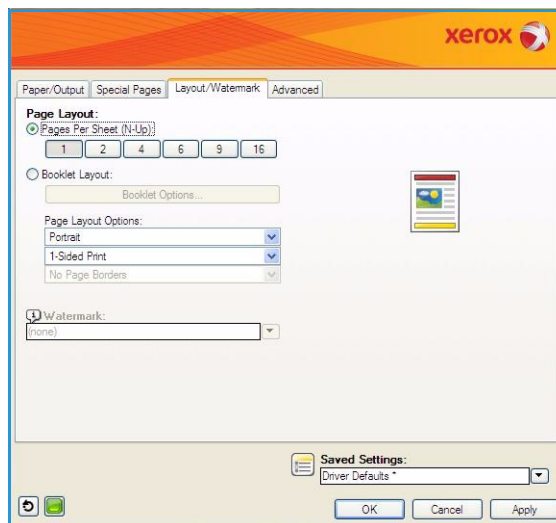 xerox
Paper/Output Special Pages Layout/Watermark Advanced
Page Layout:
Pages Per Sheet (N-Up):
1 2 4 6 9 16
Booklet Layout:
Booklet Options...
Page Layout Options:
Portrait
1-Sided Print
No Page Borders
Watermark:
(none)
Saved Settings:
Driver Defaults *
OK Cancel Apply